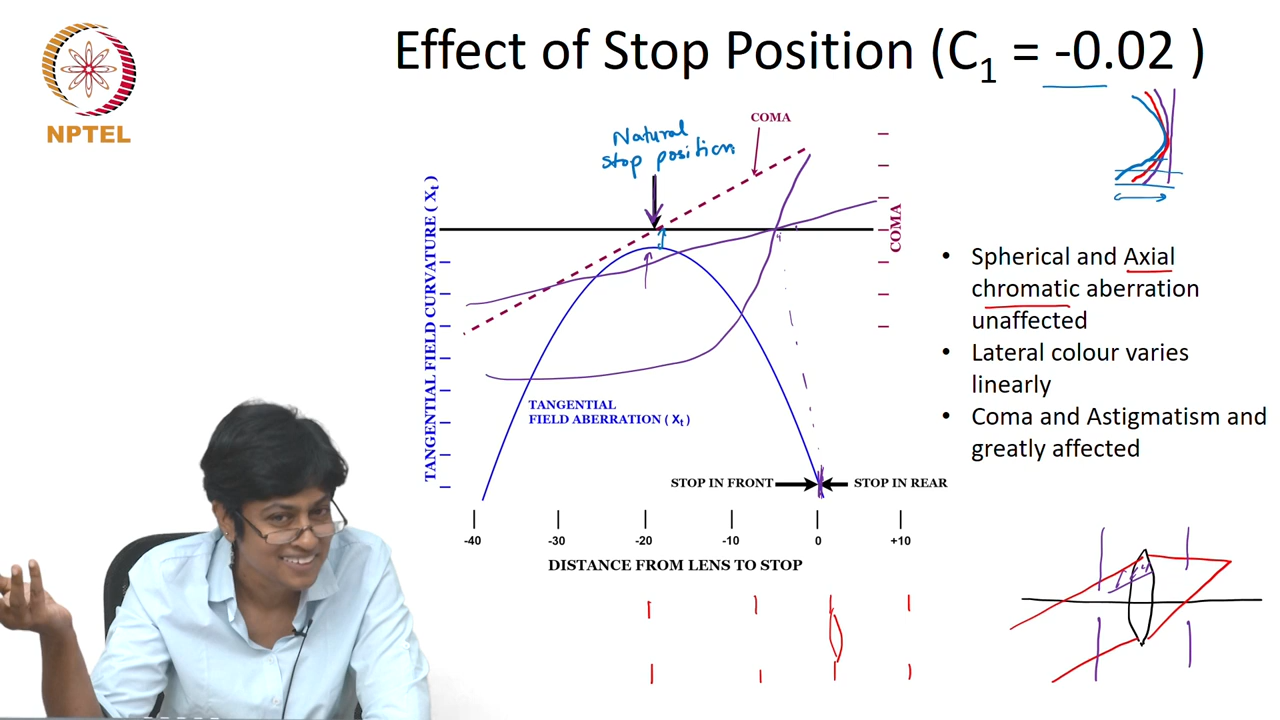 Effect of Stop Position (C1 = -0.02 )
NPTEL
COMA
Natural
stop position
TANGENTIAL FIELD CURVATURE ( Xt )
COMA
• Spherical and Axial
chromatic aberration
unaffected
• Lateral colour varies
linearly
• Coma and Astigmatism and
greatly affected
TANGENTIAL
FIELD ABERRATION ( Xt )
STOP IN FRONT
STOP IN REAR
-40 -30 -20 -10 0 +10
DISTANCE FROM LENS TO STOP